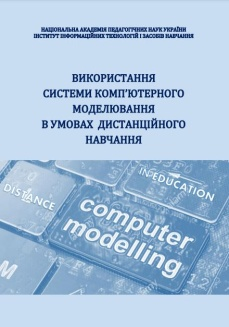 НАЦІОНАЛЬНА АКАДЕМІЯ ПЕДАГОГІЧНИХ НАУК УКРАЇНИ
ІНСТИТУТ ІНФОРМАЦІЙНИХ ТЕХНОЛОГІЙ І ЗАСОБІВ НАВЧАННЯ
ВИКОРИСТАННЯ
СИСТЕМИ КОМП'ЮТЕРНОГО
МОДЕЛЮВАННЯ
В УМОВАХ ДИСТАНЦІЙНОГО
НАВЧАННЯ
IN EDUCATION
DISTANCE
computer
modelling